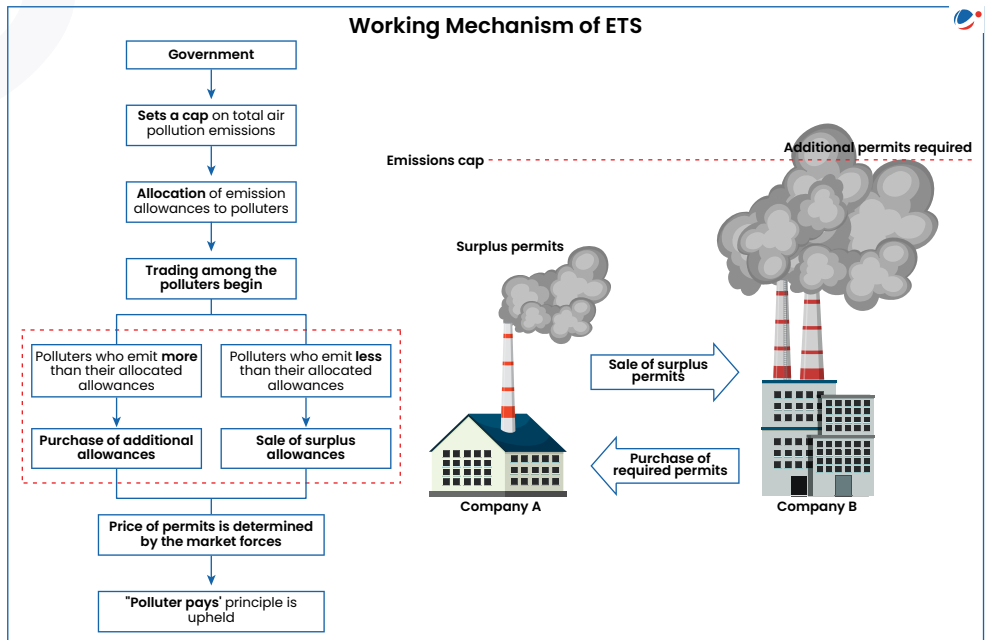 Working Mechanism of ETS
Government
Sets a cap on total air
pollution emissions
Allocation of emission
allowances to polluters
Trading among the
polluters begin
Polluters who emit more
than their allocated
allowances
Polluters who emit less
than their allocated
allowances
Purchase of additional
allowances
Sale of surplus
allowances
Price of permits is determined
by the market forces
"Polluter pays' principle is
upheld
Emissions cap
Additional permits required
Surplus permits
Sale of surplus
permits
Purchase of
required permits
Company A
Company B